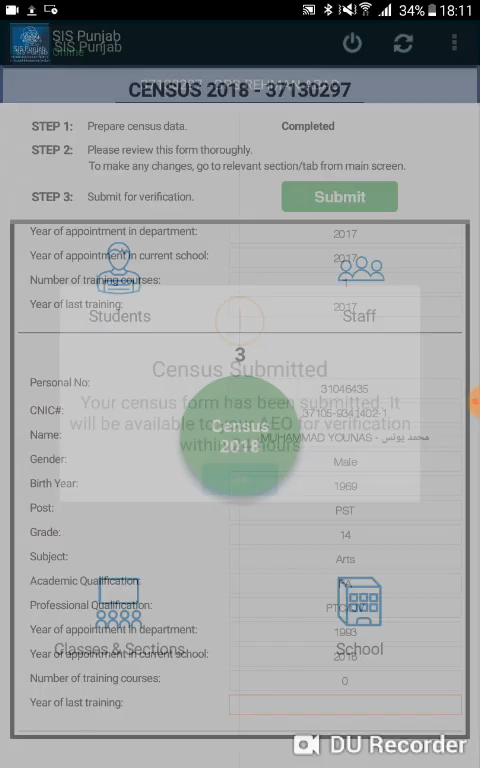 34% 18:11
SIS Punjab
SIS Punjab
Online
CENSUS 2018 - 37130297
STEP 1: Prepare census data. Completed
STEP 2: Please review this form thoroughly.
To make any changes, go to relevant section/tab from main screen.
STEP 3: Submit for verification. Submit
Year of appointment in department: 2017
Year of appointment in current school: 2017
Number of training courses: 1
Year of last training: 2017
Students
Staff
3
Census Submitted
Your census form has been submitted. It
will be available to your AEO for verification
within 24 hours
Census
2018
Personal No: 31046435
CNIC#: 37105-9341402-1
Name: MUHAMMAD YOUNAS - محمد یونس
Gender: Male
Birth Year: 1969
Post: PST
Grade: 14
Subject: Arts
Academic Qualification: FA
Professional Qualification:
Year of appointment in department: 1993
Year of appointment in current school:
Number of training courses: 0
Year of last training:
Classes & Sections
School
DU Recorder